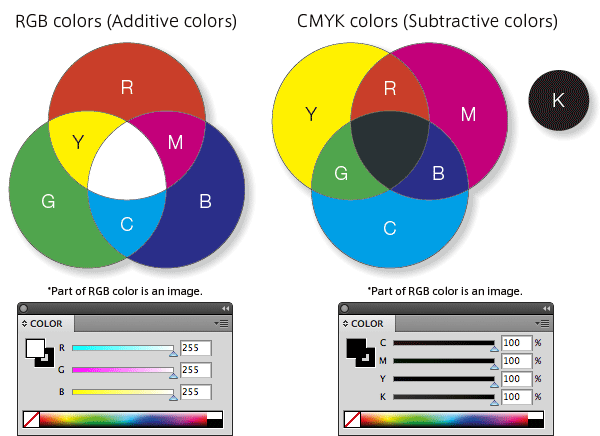 RGB colors (Additive colors)
R
Y
M
G
B
C
*Part of RGB color is an image.
COLOR
R 255
G 255
B 255
CMYK colors (Subtractive colors)
R
Y
M
K
G
B
C
*Part of RGB color is an image.
COLOR
C 100 %
M 100 %
Y 100 %
K 100 %